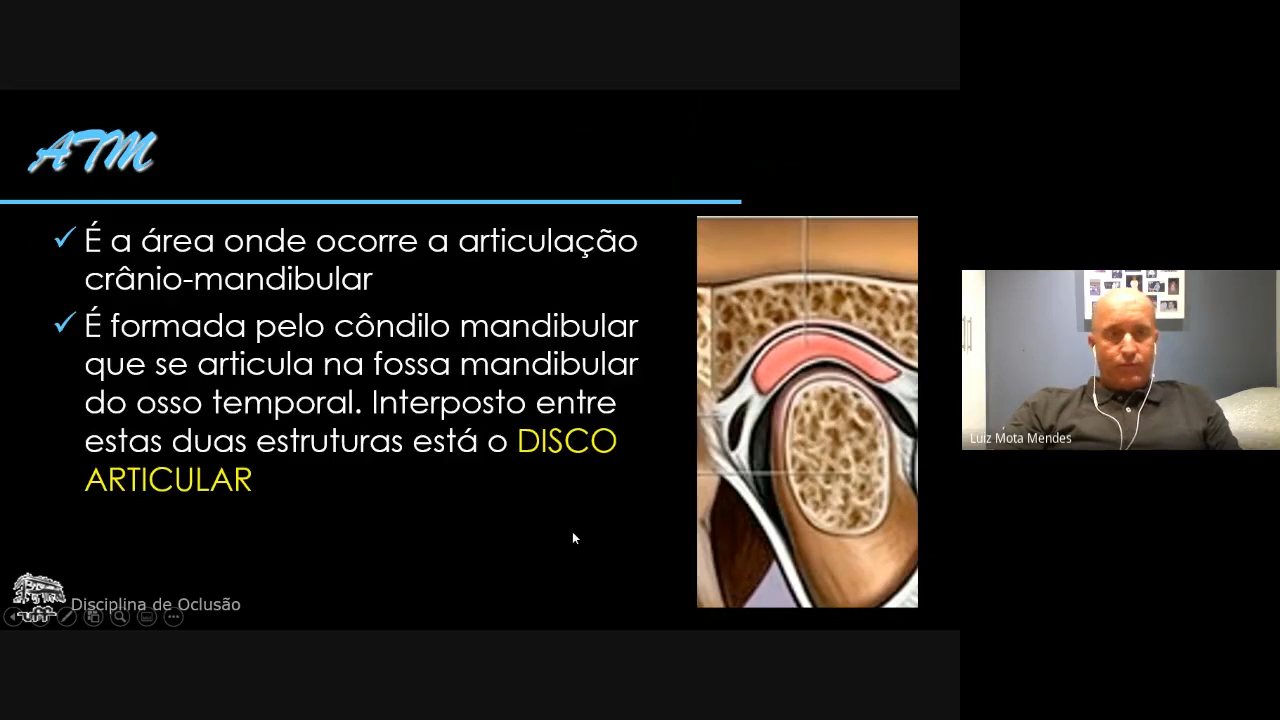 ATM
É a área onde ocorre a articulação
crânio-mandibular
É formada pelo côndilo mandibular
que se articula na fossa mandibular
do osso temporal. Interposto entre
estas duas estruturas está o DISCO
ARTICULAR
uff
Disciplina de Oclusão
Luiz Mota Mendes